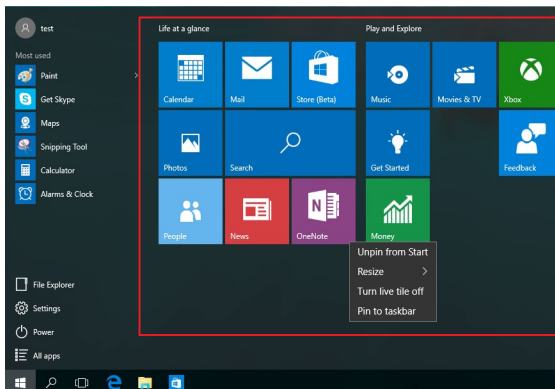 test
Most used
Paint
Get Skype
Maps
Snipping Tool
Calculator
Alarms & Clock
File Explorer
Settings
Power
All apps
Life at a glance
Calendar
Mail
Store (Beta)
Photos
Search
People
News
OneNote
Play and Explore
Music
Movies & TV
Xbox
Get Started
Feedback
Money
Unpin from Start
Resize
Turn live tile off
Pin to taskbar